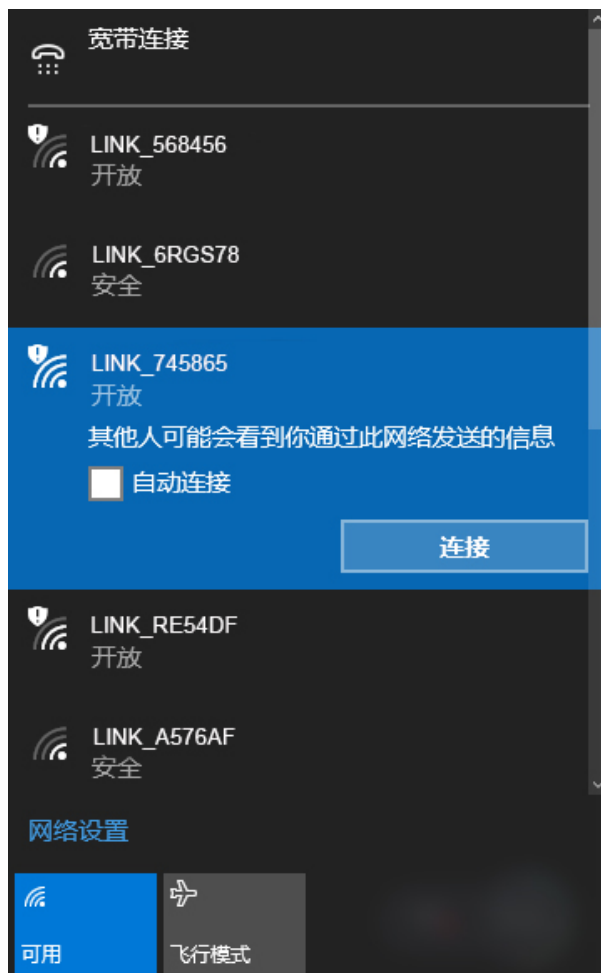 宽带连接
LINK_568456
开放
LINK_6RGS78
安全
LINK_745865
开放
其他人可能会看到你通过此网络发送的信息
自动连接
连接
LINK_RE54DF
开放
LINK_A576AF
安全
网络设置
可用
飞行模式